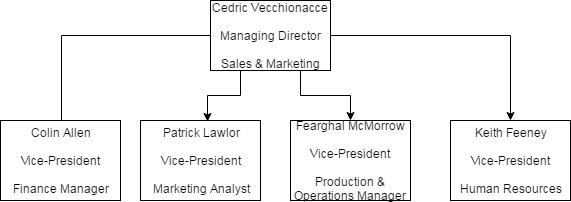 Cedric Vecchionacce
Managing Director
Sales & Marketing
Colin Allen
Vice-President
Finance Manager
Patrick Lawlor
Vice-President
Marketing Analyst
Fearghal McMorrow
Vice-President
Production &
Operations Manager
Keith Feeney
Vice-President
Human Resources